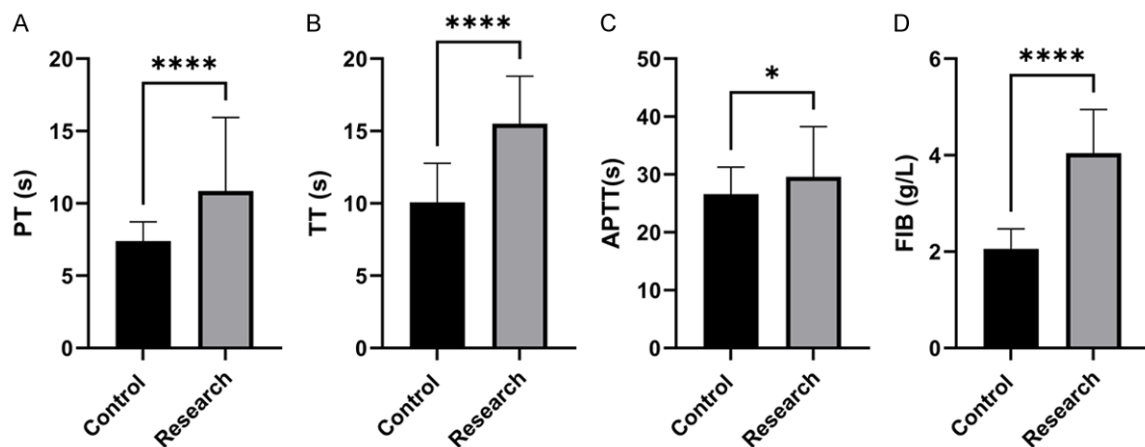 A
PT (s)
20
15
10
5
0
****
Control
Research
B
TT (s)
20
15
10
5
0
****
Control
Research
C
APTT(s)
50
40
30
20
10
0
*
Control
Research
D
FIB (g/L)
6
4
2
0
****
Control
Research